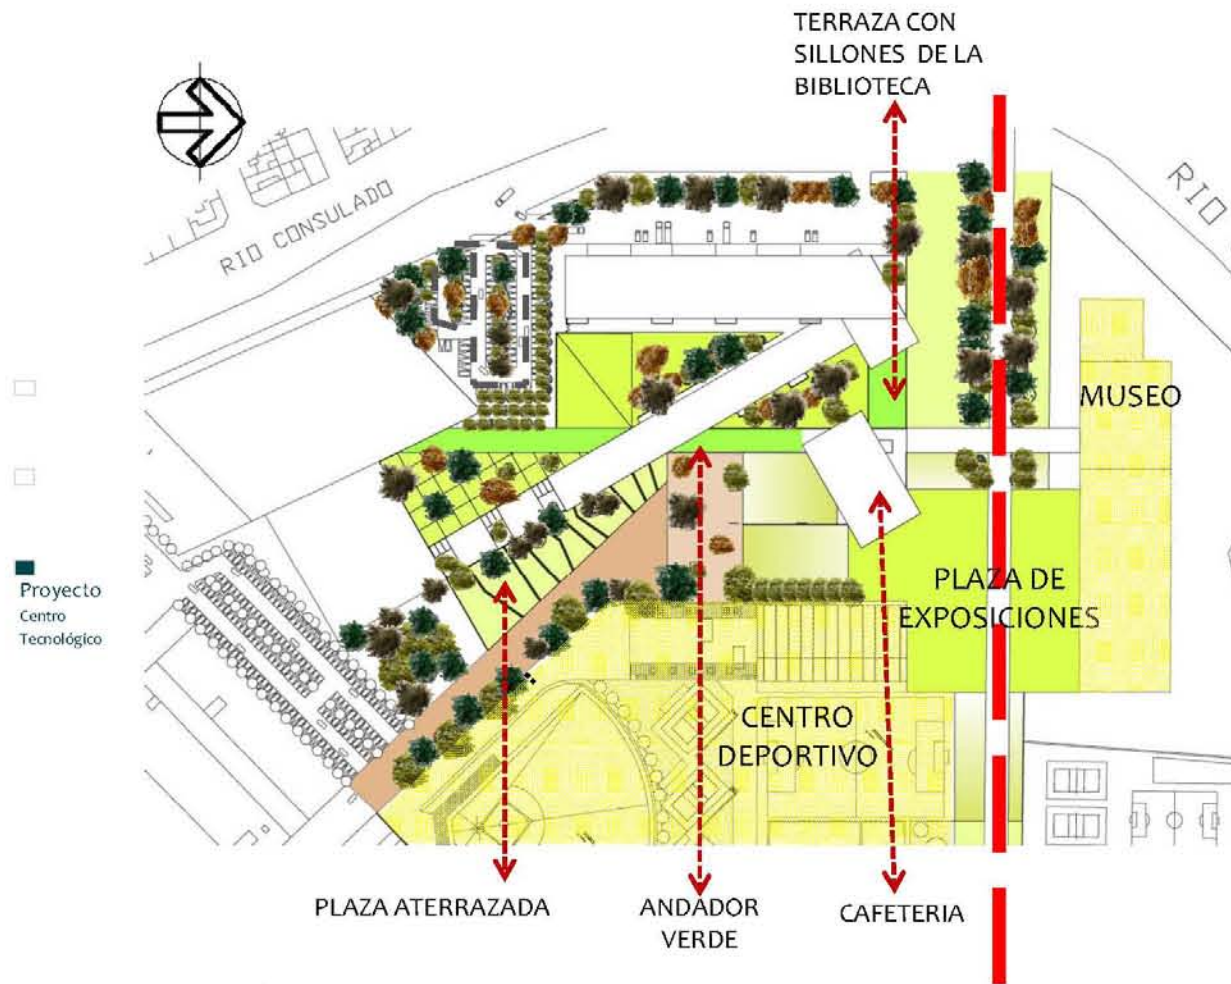 TERRAZA CON
SILLONES DE LA
BIBLIOTECA
RIO CONSULADO
RIO
MUSEO
PLAZA DE
EXPOSICIONES
Proyecto
Centro
Tecnológico
CENTRO
DEPORTIVO
PLAZA ATERRAZADA
ANDADOR
VERDE
CAFETERIA